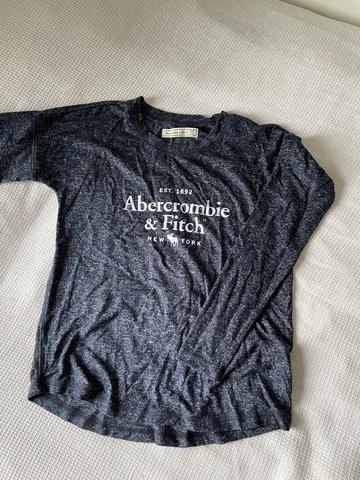 EST. 1892
Abercrombie
& Fitch
NEW YORK